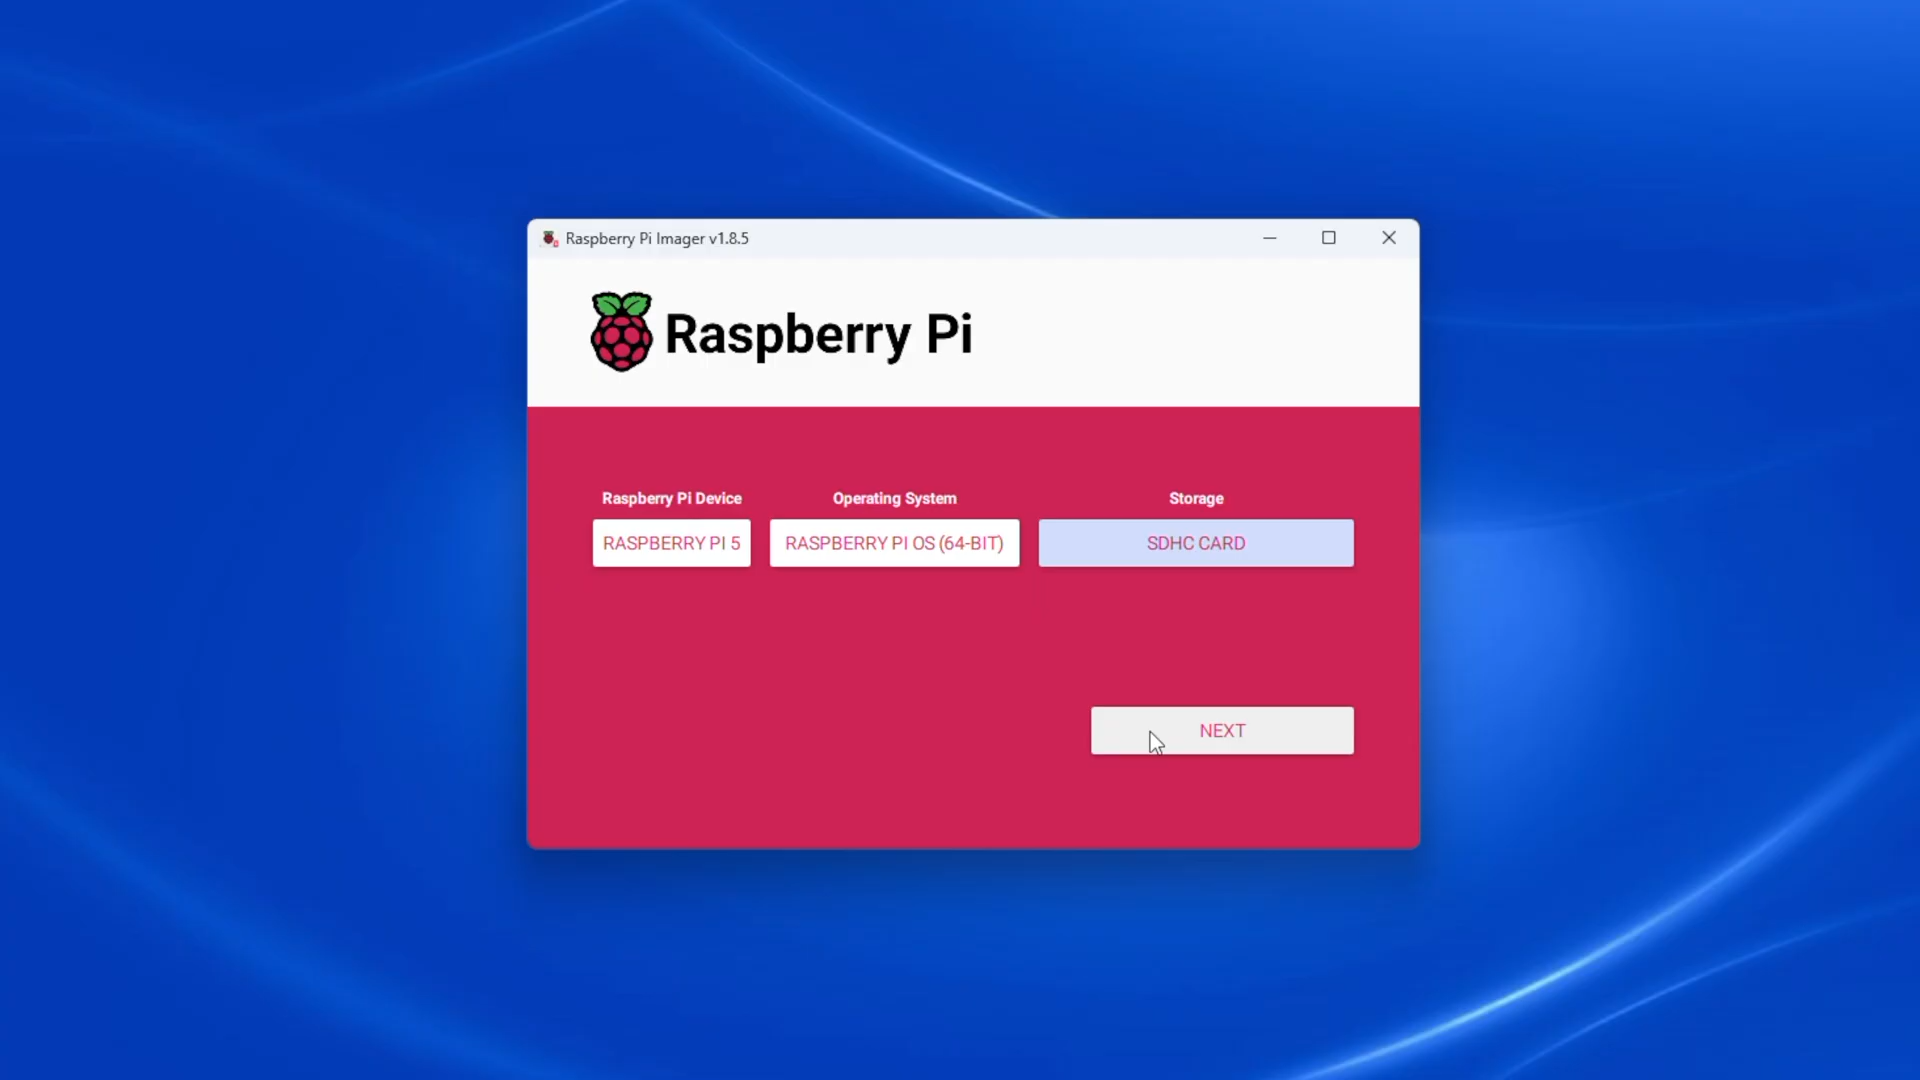 Raspberry Pi Imager v1.8.5
Raspberry Pi
Raspberry Pi Device
Operating System
Storage
RASPBERRY PI 5
RASPBERRY PI OS (64-BIT)
SDHC CARD
NEXT